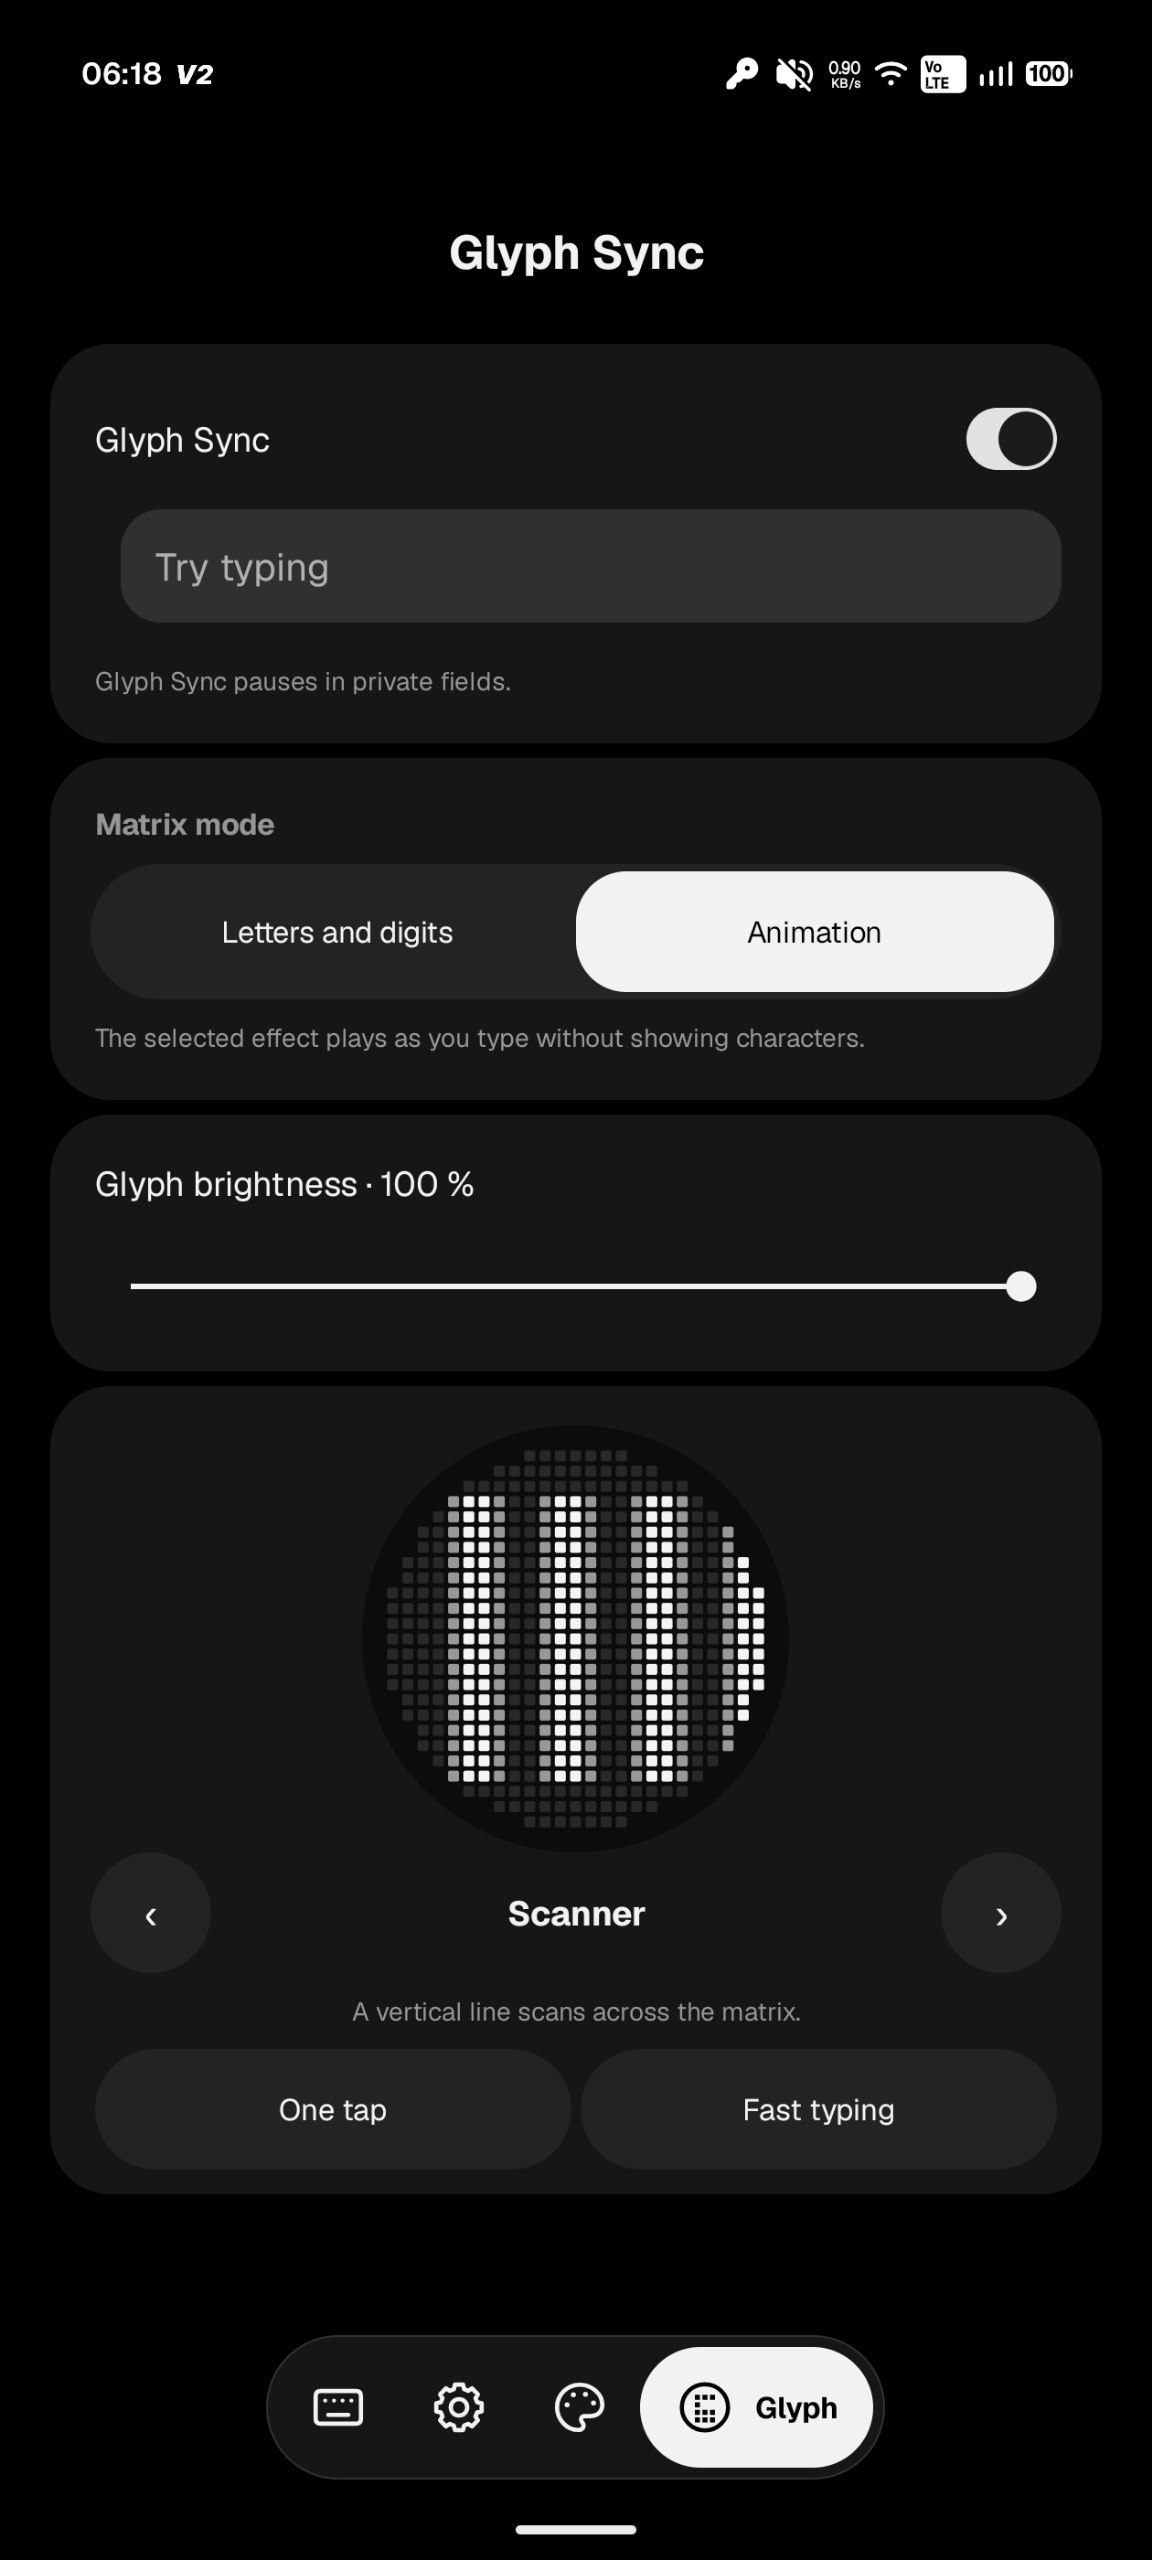 06:18 V2
0.90 KB/s
Vo LTE
100
Glyph Sync
Glyph Sync
Try typing
Glyph Sync pauses in private fields.
Matrix mode
Letters and digits
Animation
The selected effect plays as you type without showing characters.
Glyph brightness · 100 %
‹ Scanner ›
A vertical line scans across the matrix.
One tap
Fast typing
Glyph